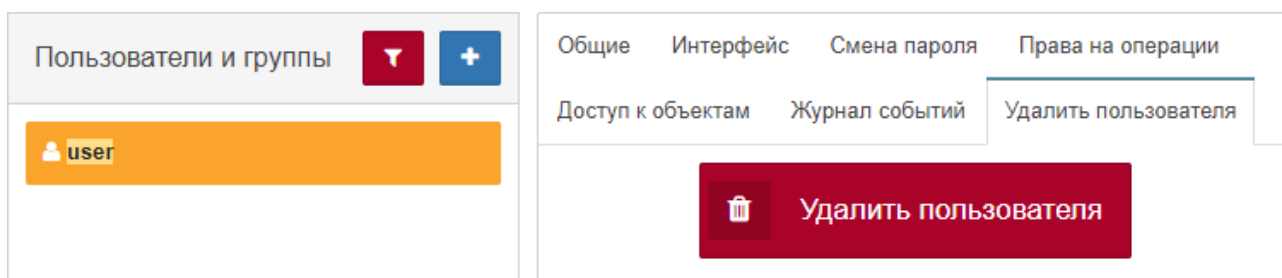 Пользователи и группы
user
Общие Интерфейс Смена пароля Права на операции
Доступ к объектам Журнал событий Удалить пользователя
Удалить пользователя